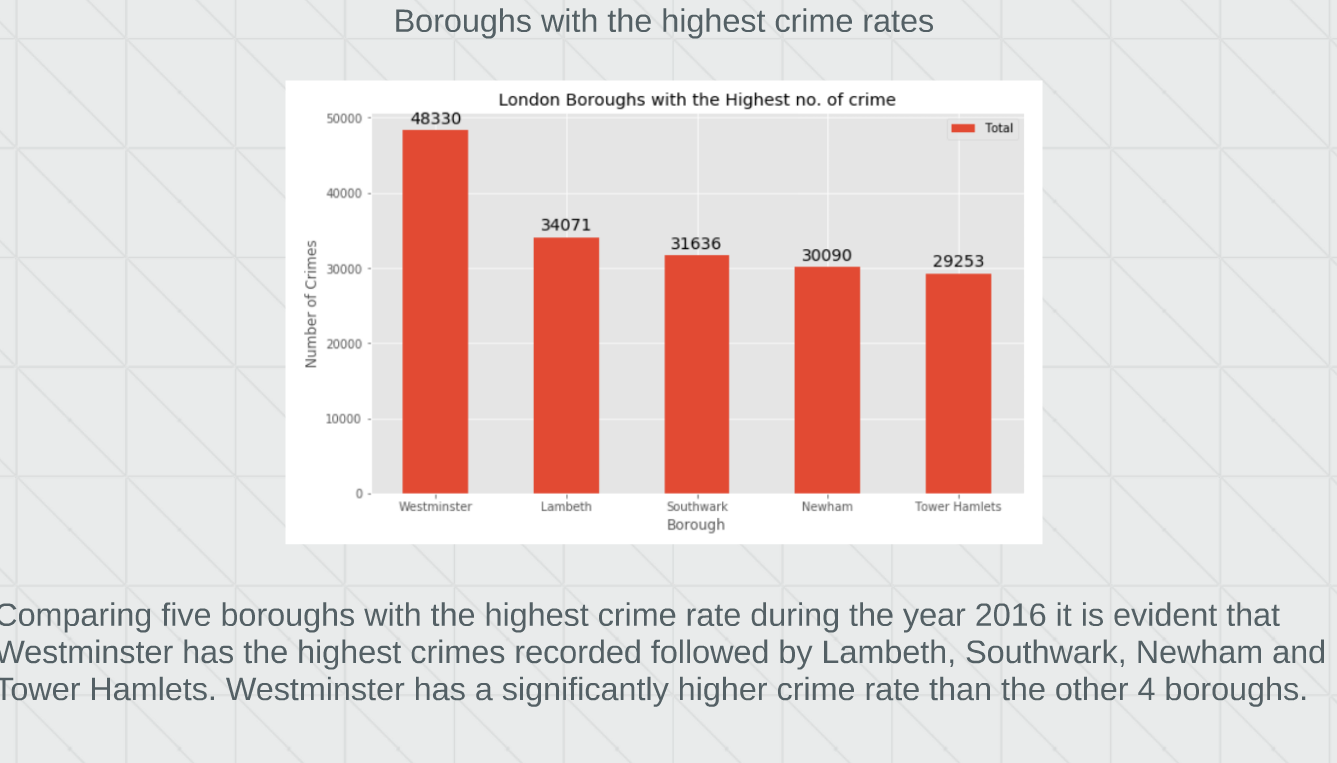 Boroughs with the highest crime rates
London Boroughs with the Highest no. of crime
Total
50000
40000
30000
20000
10000
0
Number of Crimes
48330
34071
31636
30090
29253
Westminster
Lambeth
Southwark
Newham
Tower Hamlets
Borough
Comparing five boroughs with the highest crime rate during the year 2016 it is evident that
Westminster has the highest crimes recorded followed by Lambeth, Southwark, Newham and
Tower Hamlets. Westminster has a significantly higher crime rate than the other 4 boroughs.